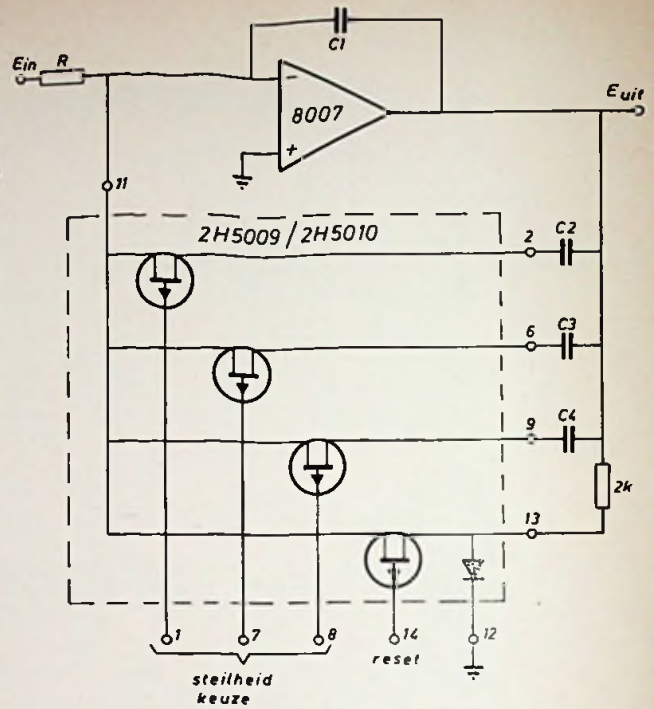 C1
Ein R
−
8007
+
Euit
11
2H5009 / 2H5010
2 C2
6 C3
9 C4
2k
13
1 7 8 14 12
steilheid
keuze
reset